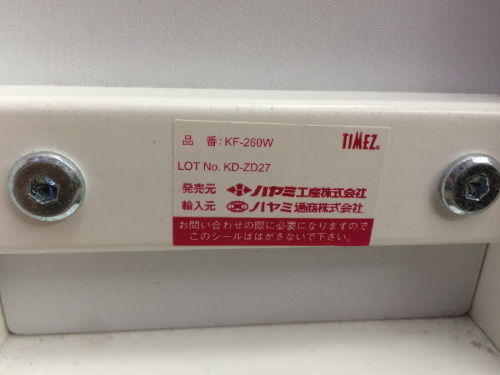 品 番:KF-260W
TIMEZ®
LOT No. KD-ZD27
発売元 ハヤミ工産株式会社
輸入元 ハヤミ通商株式会社
お問い合わせの際に必要になりますので
このシールははがさないで下さい。